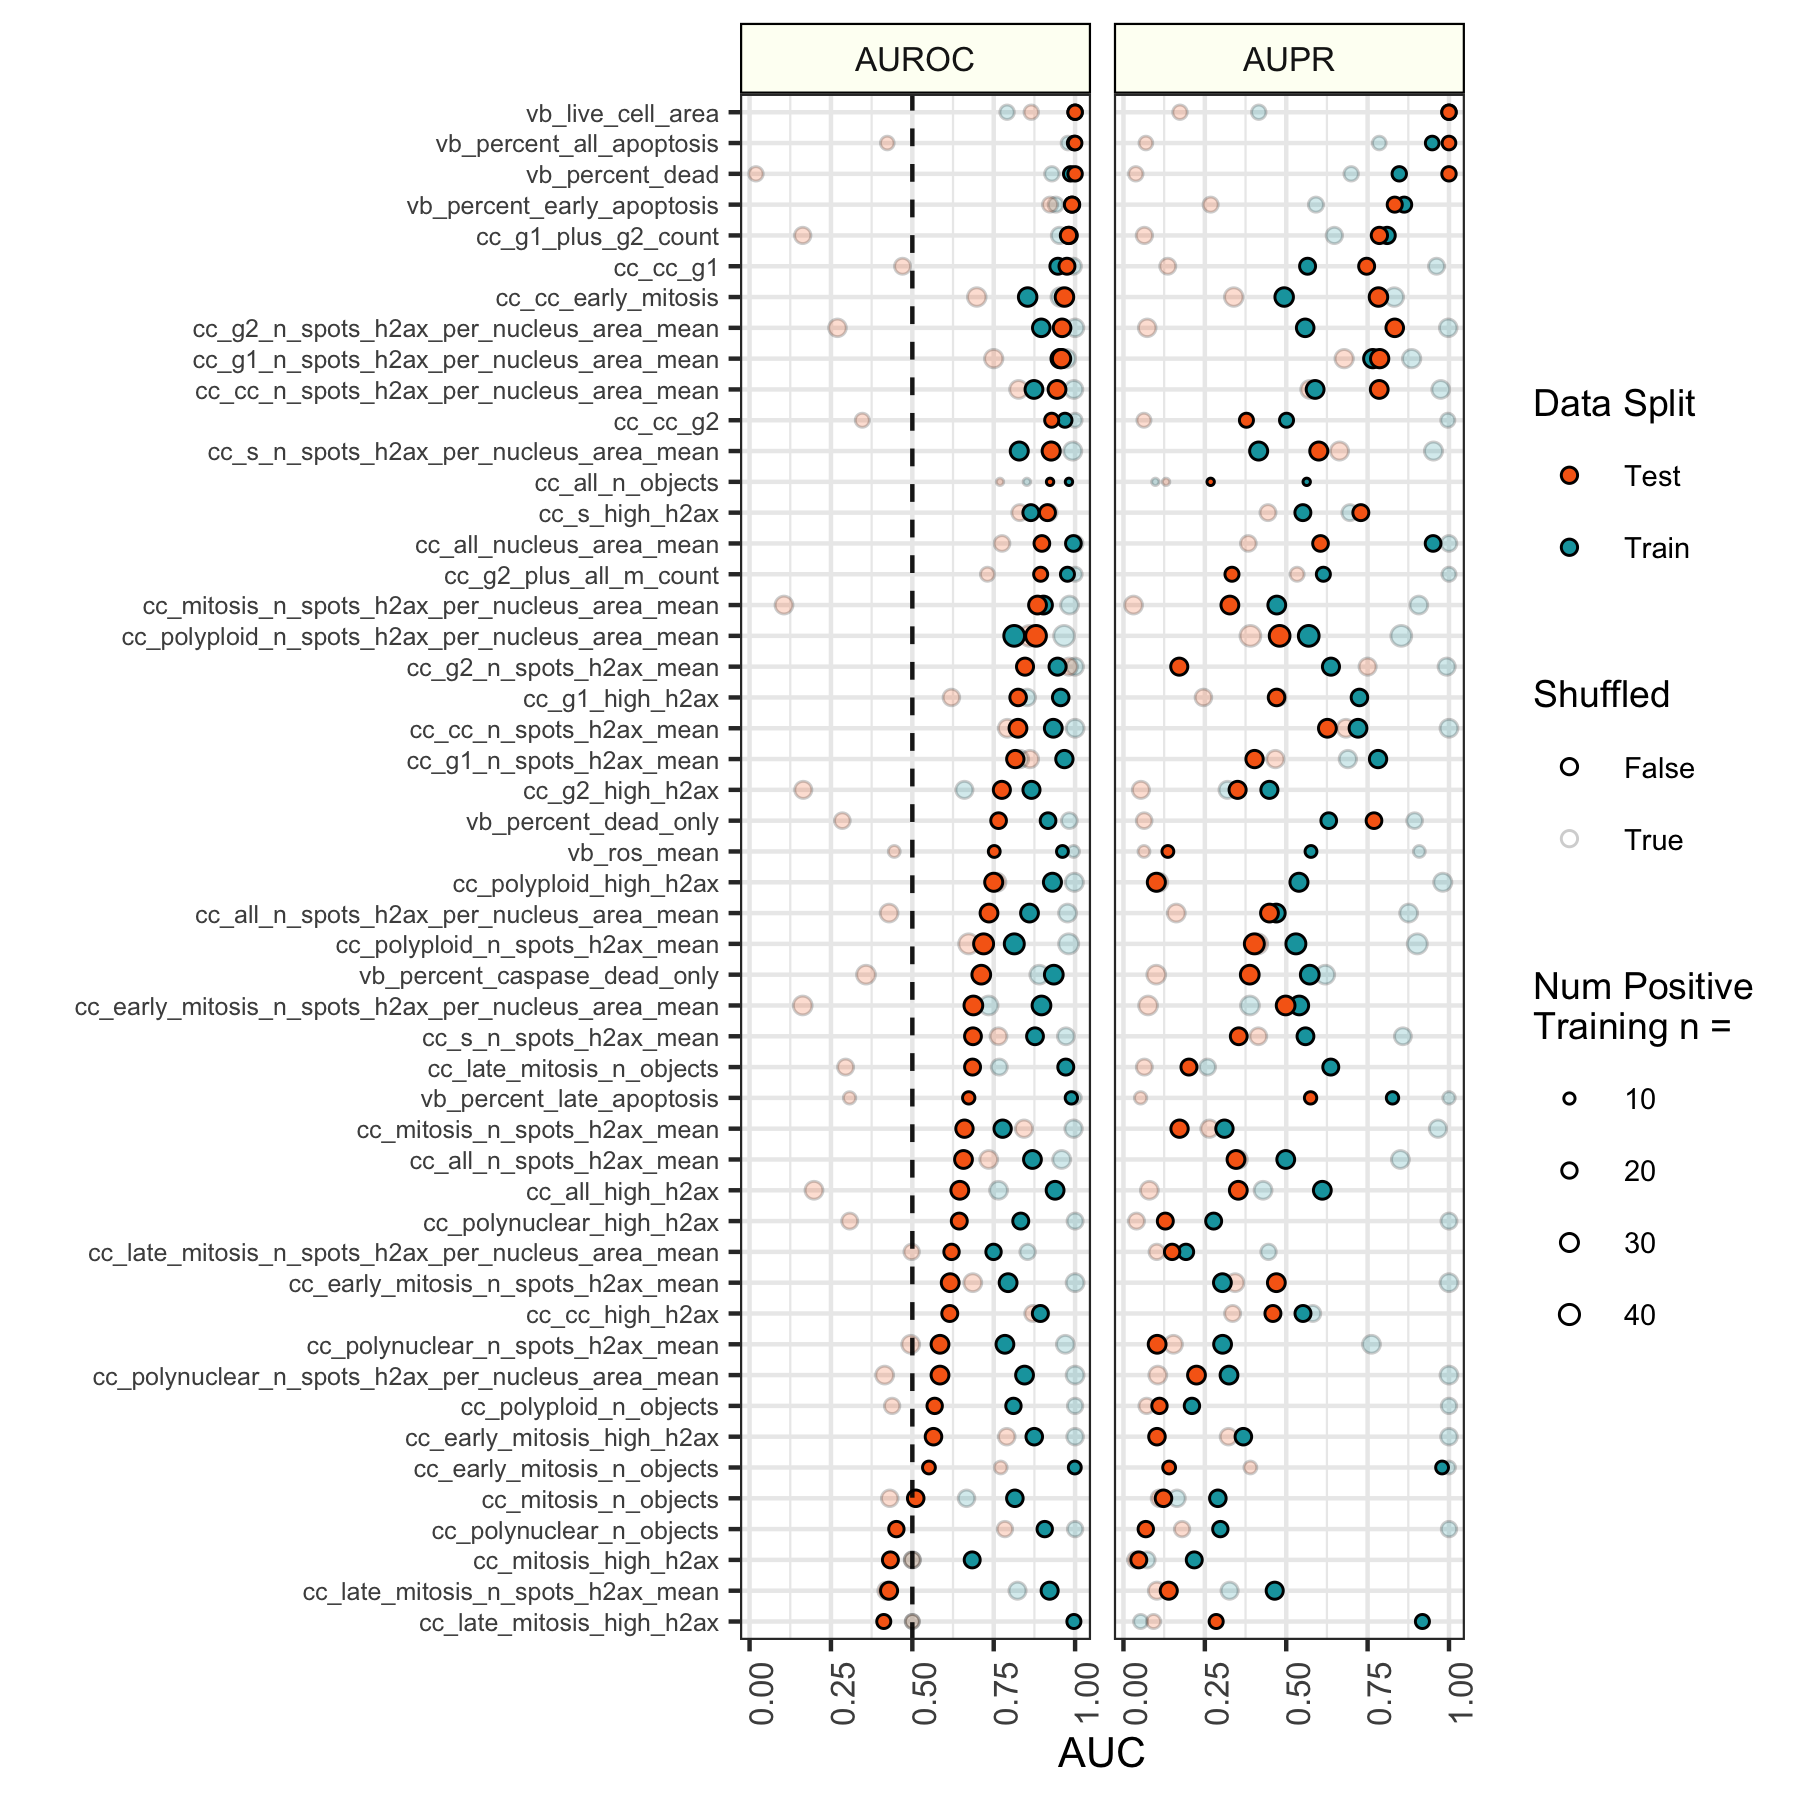 AUROC
AUPR
vb_live_cell_area
vb_percent_all_apoptosis
vb_percent_dead
vb_percent_early_apoptosis
cc_g1_plus_g2_count
cc_cc_g1
cc_cc_early_mitosis
cc_g2_n_spots_h2ax_per_nucleus_area_mean
cc_g1_n_spots_h2ax_per_nucleus_area_mean
cc_cc_n_spots_h2ax_per_nucleus_area_mean
cc_cc_g2
cc_s_n_spots_h2ax_per_nucleus_area_mean
cc_all_n_objects
cc_s_high_h2ax
cc_all_nucleus_area_mean
cc_g2_plus_all_m_count
cc_mitosis_n_spots_h2ax_per_nucleus_area_mean
cc_polyploid_n_spots_h2ax_per_nucleus_area_mean
cc_g2_n_spots_h2ax_mean
cc_g1_high_h2ax
cc_cc_n_spots_h2ax_mean
cc_g1_n_spots_h2ax_mean
cc_g2_high_h2ax
vb_percent_dead_only
vb_ros_mean
cc_polyploid_high_h2ax
cc_all_n_spots_h2ax_per_nucleus_area_mean
cc_polyploid_n_spots_h2ax_mean
vb_percent_caspase_dead_only
cc_early_mitosis_n_spots_h2ax_per_nucleus_area_mean
cc_s_n_spots_h2ax_mean
cc_late_mitosis_n_objects
vb_percent_late_apoptosis
cc_mitosis_n_spots_h2ax_mean
cc_all_n_spots_h2ax_mean
cc_all_high_h2ax
cc_polynuclear_high_h2ax
cc_late_mitosis_n_spots_h2ax_per_nucleus_area_mean
cc_early_mitosis_n_spots_h2ax_mean
cc_cc_high_h2ax
cc_polynuclear_n_spots_h2ax_mean
cc_polynuclear_n_spots_h2ax_per_nucleus_area_mean
cc_polyploid_n_objects
cc_early_mitosis_high_h2ax
cc_early_mitosis_n_objects
cc_mitosis_n_objects
cc_polynuclear_n_objects
cc_mitosis_high_h2ax
cc_late_mitosis_n_spots_h2ax_mean
cc_late_mitosis_high_h2ax
0.00
0.25
0.50
0.75
1.00
0.00
0.25
0.50
0.75
1.00
AUC
Data Split
Test
Train
Shuffled
False
True
Num Positive
Training n =
10
20
30
40